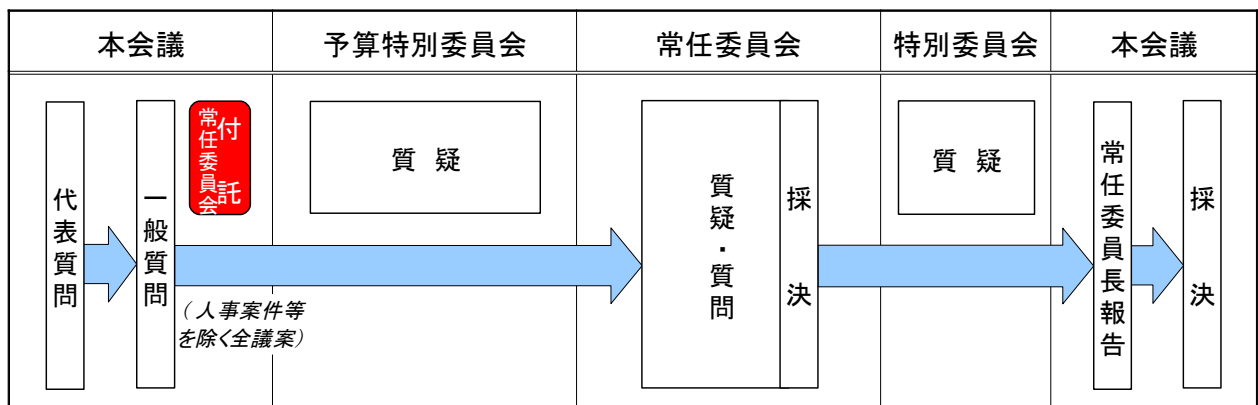 本会議
予算特別委員会
常任委員会
特別委員会
本会議
代表質問
一般質問
常任委員会
付託
(人事案件等
を除く全議案)
質 疑
質疑・質問
採 決
質 疑
常任委員長報告
採 決